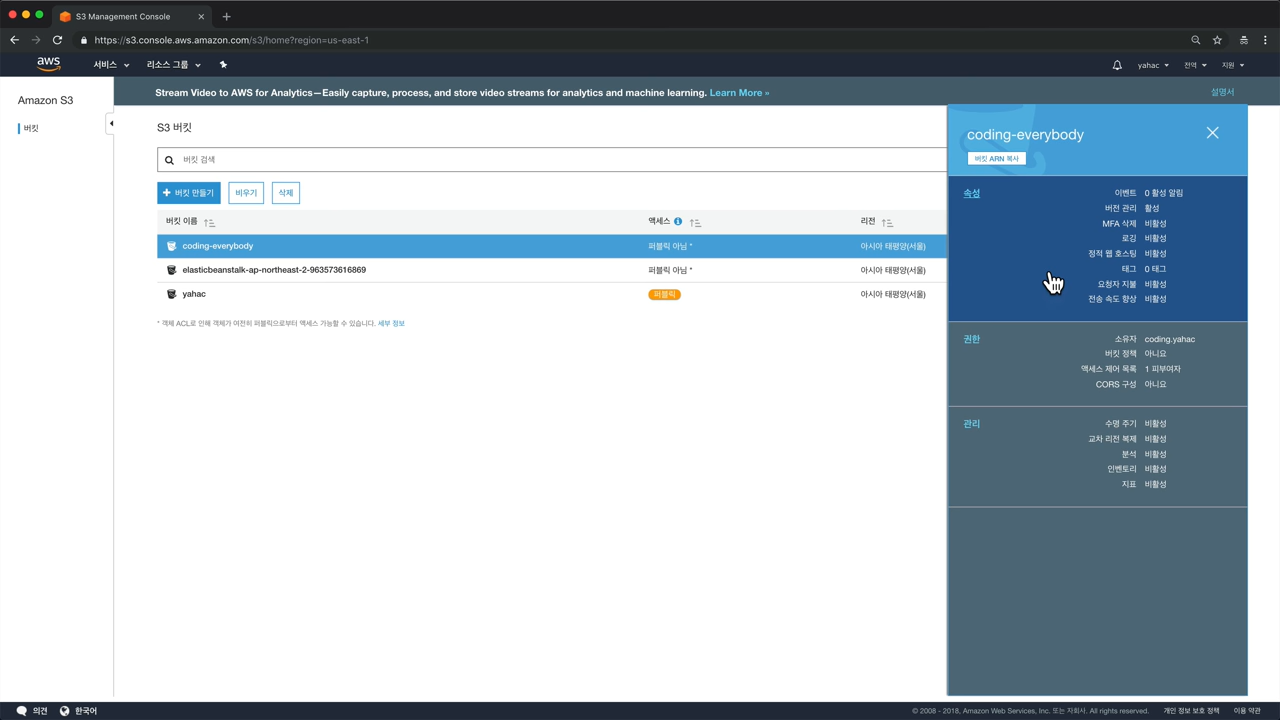 S3 Management Console
https://s3.console.aws.amazon.com/s3/home?region=us-east-1
aws
서비스
리소스 그룹
yahac
전역
지원
Amazon S3
버킷
Stream Video to AWS for Analytics—Easily capture, process, and store video streams for analytics and machine learning. Learn More »
설명서
S3 버킷
버킷 검색
버킷 만들기
비우기
삭제
버킷 이름 액세스 리전
coding-everybody 퍼블릭 아님 * 아시아 태평양(서울)
elasticbeanstalk-ap-northeast-2-963573616869 퍼블릭 아님 * 아시아 태평양(서울)
yahac 퍼블릭 아시아 태평양(서울)
* 객체 ACL로 인해 객체가 여전히 퍼블릭으로부터 액세스 가능할 수 있습니다. 세부 정보
coding-everybody
버킷 ARN 복사
속성
이벤트 0 활성 알림
버전 관리 활성
MFA 삭제 비활성
로깅 비활성
정적 웹 호스팅 비활성
태그 0 태그
요청자 지불 비활성
전송 속도 향상 비활성
권한
소유자 coding.yahac
버킷 정책 아니요
액세스 제어 목록 1 피부여자
CORS 구성 아니요
관리
수명 주기 비활성
교차 리전 복제 비활성
분석 비활성
인벤토리 비활성
지표 비활성
의견
한국어
© 2008 - 2018, Amazon Web Services, Inc. 또는 자회사. All rights reserved.
개인 정보 보호 정책
이용 약관